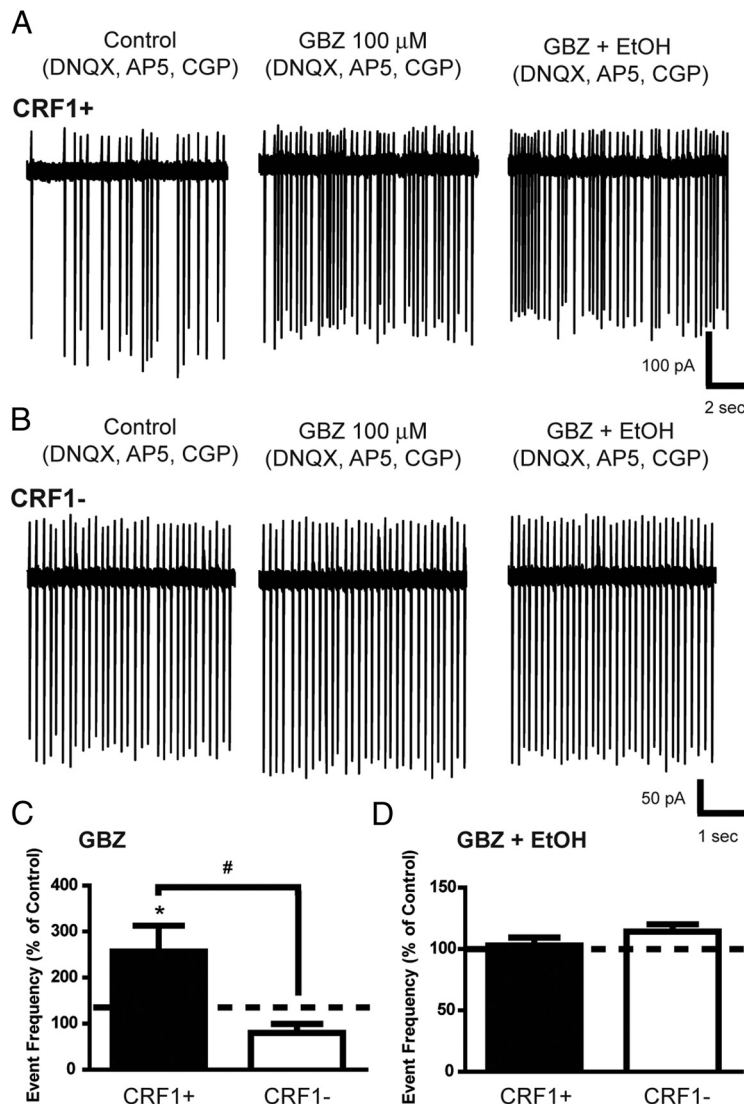 A
Control
(DNQX, AP5, CGP)
GBZ 100 μM
(DNQX, AP5, CGP)
GBZ + EtOH
(DNQX, AP5, CGP)
CRF1+
100 pA
2 sec
B
Control
(DNQX, AP5, CGP)
GBZ 100 μM
(DNQX, AP5, CGP)
GBZ + EtOH
(DNQX, AP5, CGP)
CRF1-
50 pA
1 sec
C
GBZ
Event Frequency (% of Control)
400
300
200
100
0
#
*
CRF1+
CRF1-
D
GBZ + EtOH
Event Frequency (% of Control)
150
100
50
0
CRF1+
CRF1-